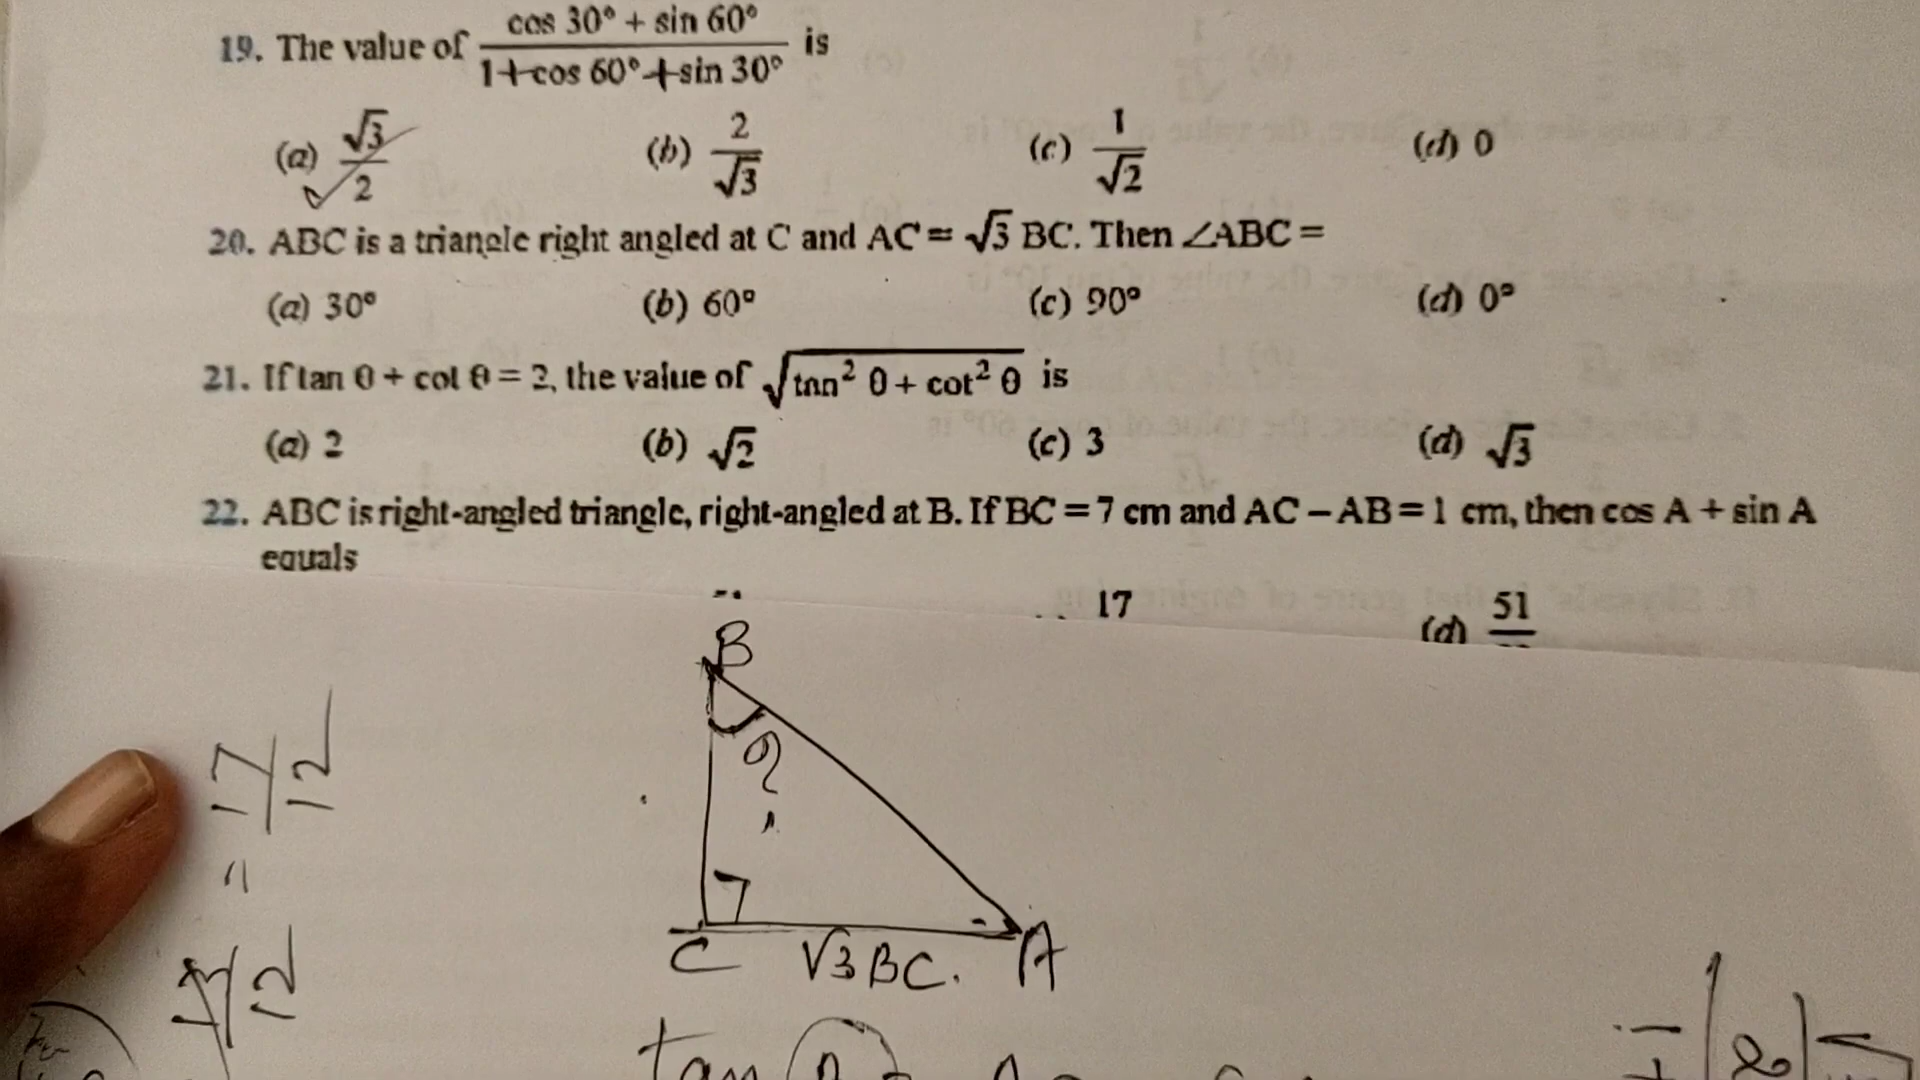 19. The value of (cos 30° + sin 60°)/(1+cos 60°+sin 30°) is
(a) √3/2 (b) 2/√3 (c) 1/√2 (d) 0
20. ABC is a triangle right angled at C and AC = √3 BC. Then ∠ABC =
(a) 30° (b) 60° (c) 90° (d) 0°
21. If tan θ + cot θ = 2, the value of √(tan² θ + cot² θ) is
(a) 2 (b) √2 (c) 3 (d) √3
22. ABC is right-angled triangle, right-angled at B. If BC = 7 cm and AC – AB = 1 cm, then cos A + sin A
equals
17 (d) 51
B
?
C √3 BC. A
= 17/12
12
tan